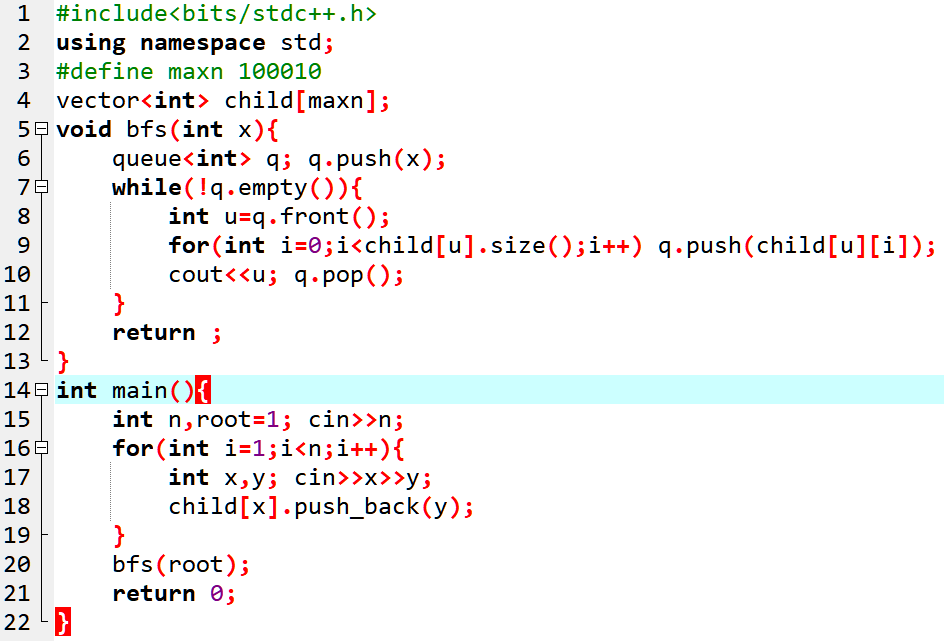 1 #include<bits/stdc++.h>
2 using namespace std;
3 #define maxn 100010
4 vector<int> child[maxn];
5 void bfs(int x){
6     queue<int> q; q.push(x);
7     while(!q.empty()){
8         int u=q.front();
9         for(int i=0;i<child[u].size();i++) q.push(child[u][i]);
10         cout<<u; q.pop();
11     }
12     return ;
13 }
14 int main(){
15     int n,root=1; cin>>n;
16     for(int i=1;i<n;i++){
17         int x,y; cin>>x>>y;
18         child[x].push_back(y);
19     }
20     bfs(root);
21     return 0;
22 }